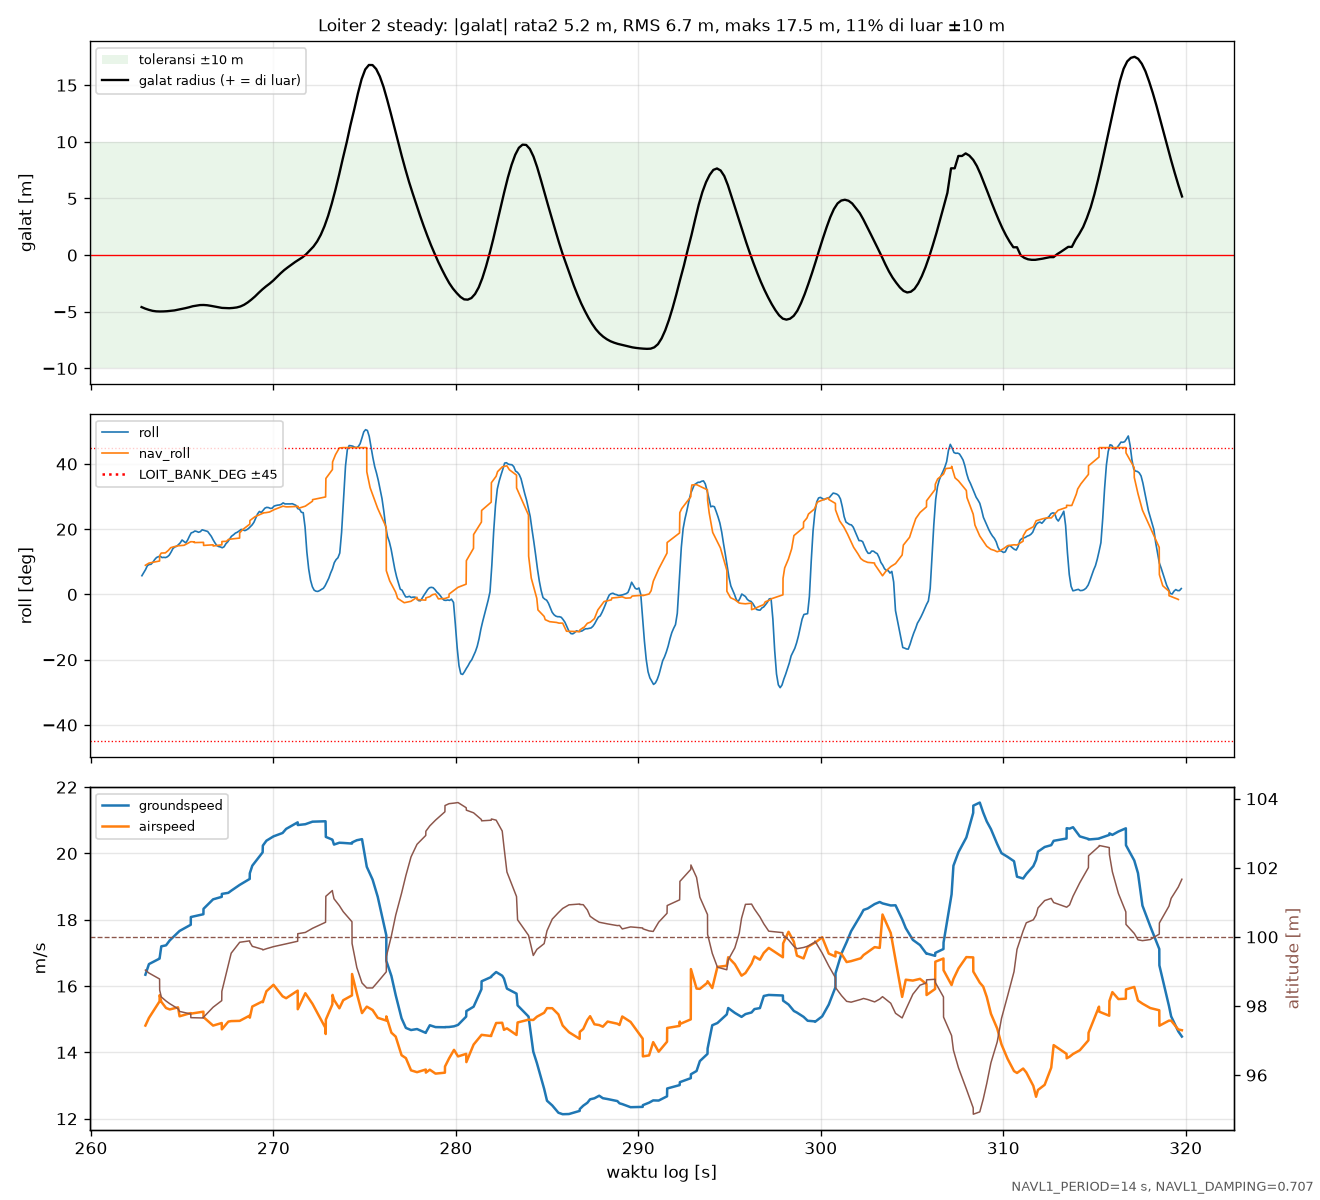 Loiter 2 steady: |galat| rata2 5.2 m, RMS 6.7 m, maks 17.5 m, 11% di luar ±10 m
toleransi ±10 m
galat radius (+ = di luar)
15
10
5
0
−5
−10
galat [m]
roll
nav_roll
LOIT_BANK_DEG ±45
40
20
0
−20
−40
roll [deg]
groundspeed
airspeed
22
20
18
16
14
12
m/s
104
102
100
98
96
altitude [m]
260
270
280
290
300
310
320
waktu log [s]
NAVL1_PERIOD=14 s, NAVL1_DAMPING=0.707